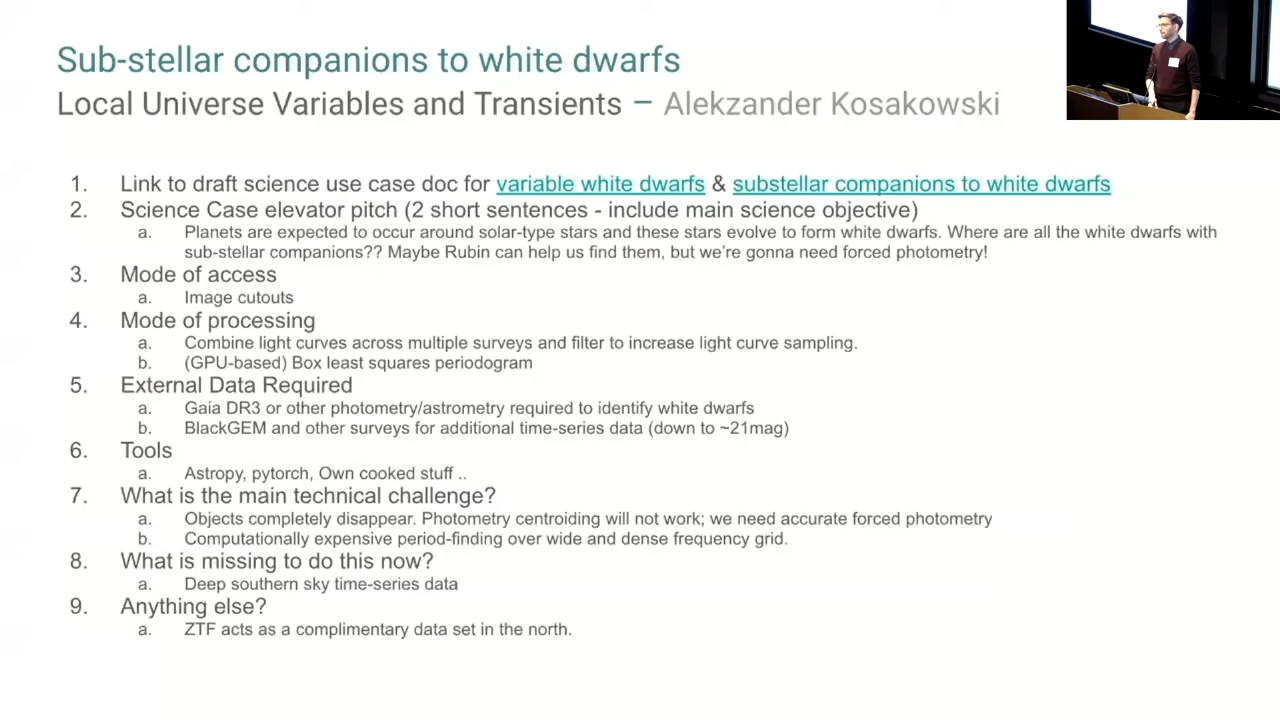 Sub-stellar companions to white dwarfs
Local Universe Variables and Transients – Alekzander Kosakowski
1. Link to draft science use case doc for variable white dwarfs & substellar companions to white dwarfs
2. Science Case elevator pitch (2 short sentences - include main science objective)
a. Planets are expected to occur around solar-type stars and these stars evolve to form white dwarfs. Where are all the white dwarfs with
sub-stellar companions?? Maybe Rubin can help us find them, but we're gonna need forced photometry!
3. Mode of access
a. Image cutouts
4. Mode of processing
a. Combine light curves across multiple surveys and filter to increase light curve sampling.
b. (GPU-based) Box least squares periodogram
5. External Data Required
a. Gaia DR3 or other photometry/astrometry required to identify white dwarfs
b. BlackGEM and other surveys for additional time-series data (down to ~21mag)
6. Tools
a. Astropy, pytorch, Own cooked stuff ..
7. What is the main technical challenge?
a. Objects completely disappear. Photometry centroiding will not work; we need accurate forced photometry
b. Computationally expensive period-finding over wide and dense frequency grid.
8. What is missing to do this now?
a. Deep southern sky time-series data
9. Anything else?
a. ZTF acts as a complimentary data set in the north.